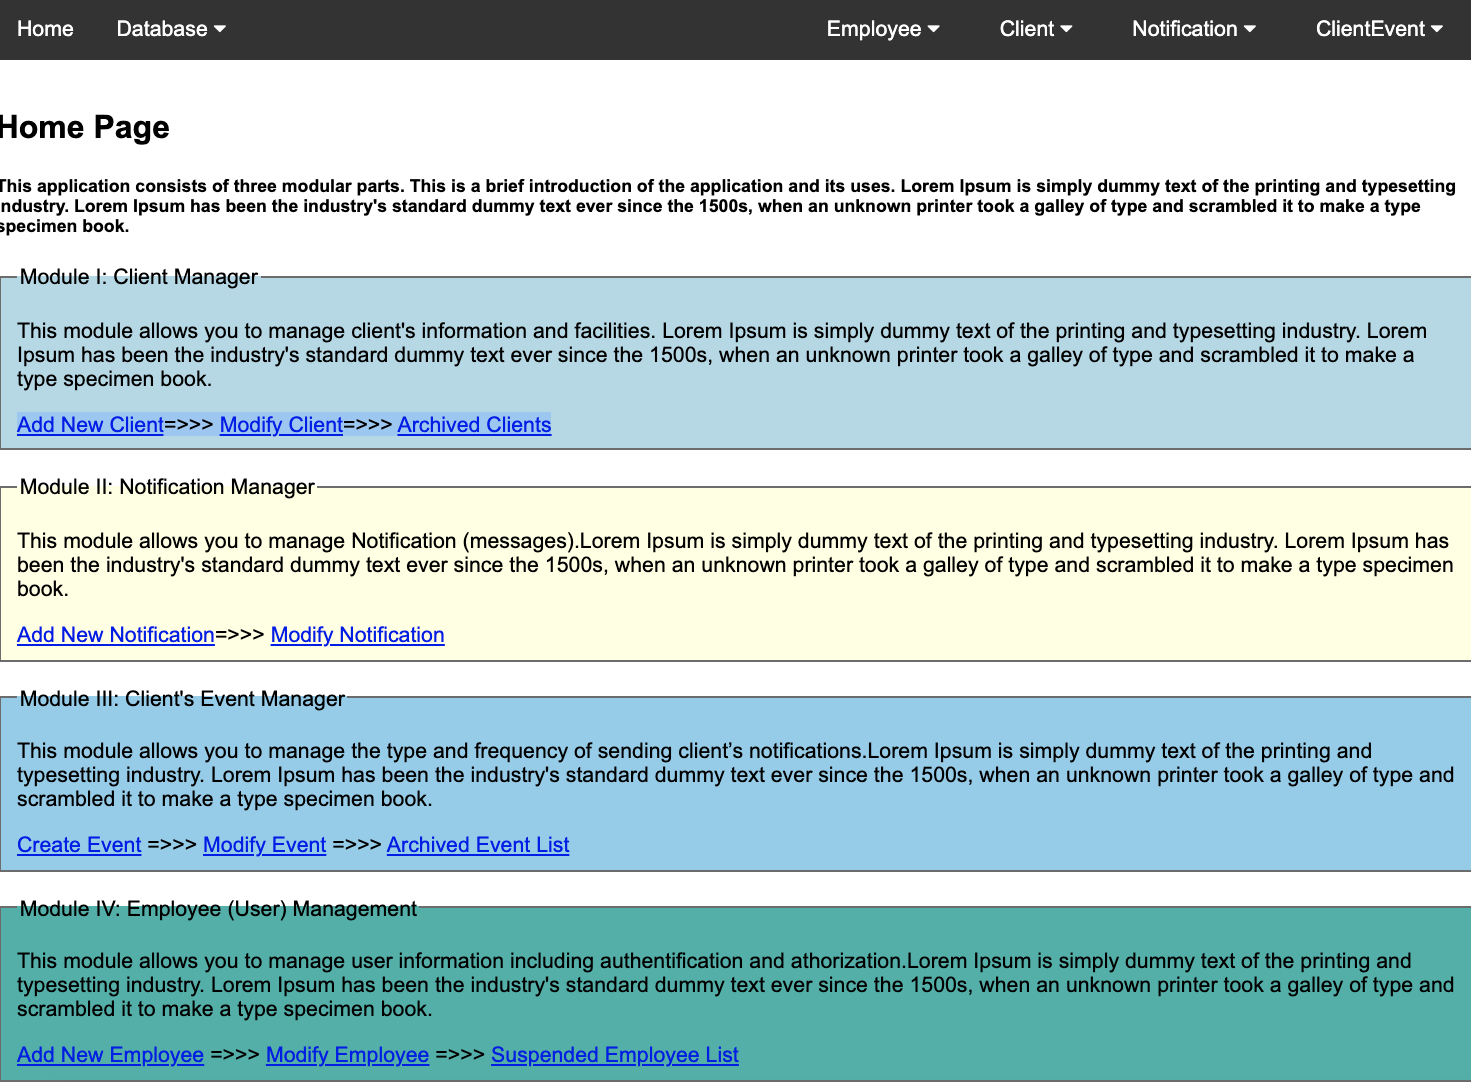 Home Database Employee Client Notification ClientEvent
Home Page
This application consists of three modular parts. This is a brief introduction of the application and its uses. Lorem Ipsum is simply dummy text of the printing and typesetting
industry. Lorem Ipsum has been the industry's standard dummy text ever since the 1500s, when an unknown printer took a galley of type and scrambled it to make a type
specimen book.
Module I: Client Manager
This module allows you to manage client's information and facilities. Lorem Ipsum is simply dummy text of the printing and typesetting industry. Lorem
Ipsum has been the industry's standard dummy text ever since the 1500s, when an unknown printer took a galley of type and scrambled it to make a
type specimen book.
Add New Client=>>> Modify Client=>>> Archived Clients
Module II: Notification Manager
This module allows you to manage Notification (messages).Lorem Ipsum is simply dummy text of the printing and typesetting industry. Lorem Ipsum has
been the industry's standard dummy text ever since the 1500s, when an unknown printer took a galley of type and scrambled it to make a type specimen
book.
Add New Notification=>>> Modify Notification
Module III: Client's Event Manager
This module allows you to manage the type and frequency of sending client’s notifications.Lorem Ipsum is simply dummy text of the printing and
typesetting industry. Lorem Ipsum has been the industry's standard dummy text ever since the 1500s, when an unknown printer took a galley of type and
scrambled it to make a type specimen book.
Create Event =>>> Modify Event =>>> Archived Event List
Module IV: Employee (User) Management
This module allows you to manage user information including authentification and athorization.Lorem Ipsum is simply dummy text of the printing and
typesetting industry. Lorem Ipsum has been the industry's standard dummy text ever since the 1500s, when an unknown printer took a galley of type and
scrambled it to make a type specimen book.
Add New Employee =>>> Modify Employee =>>> Suspended Employee List